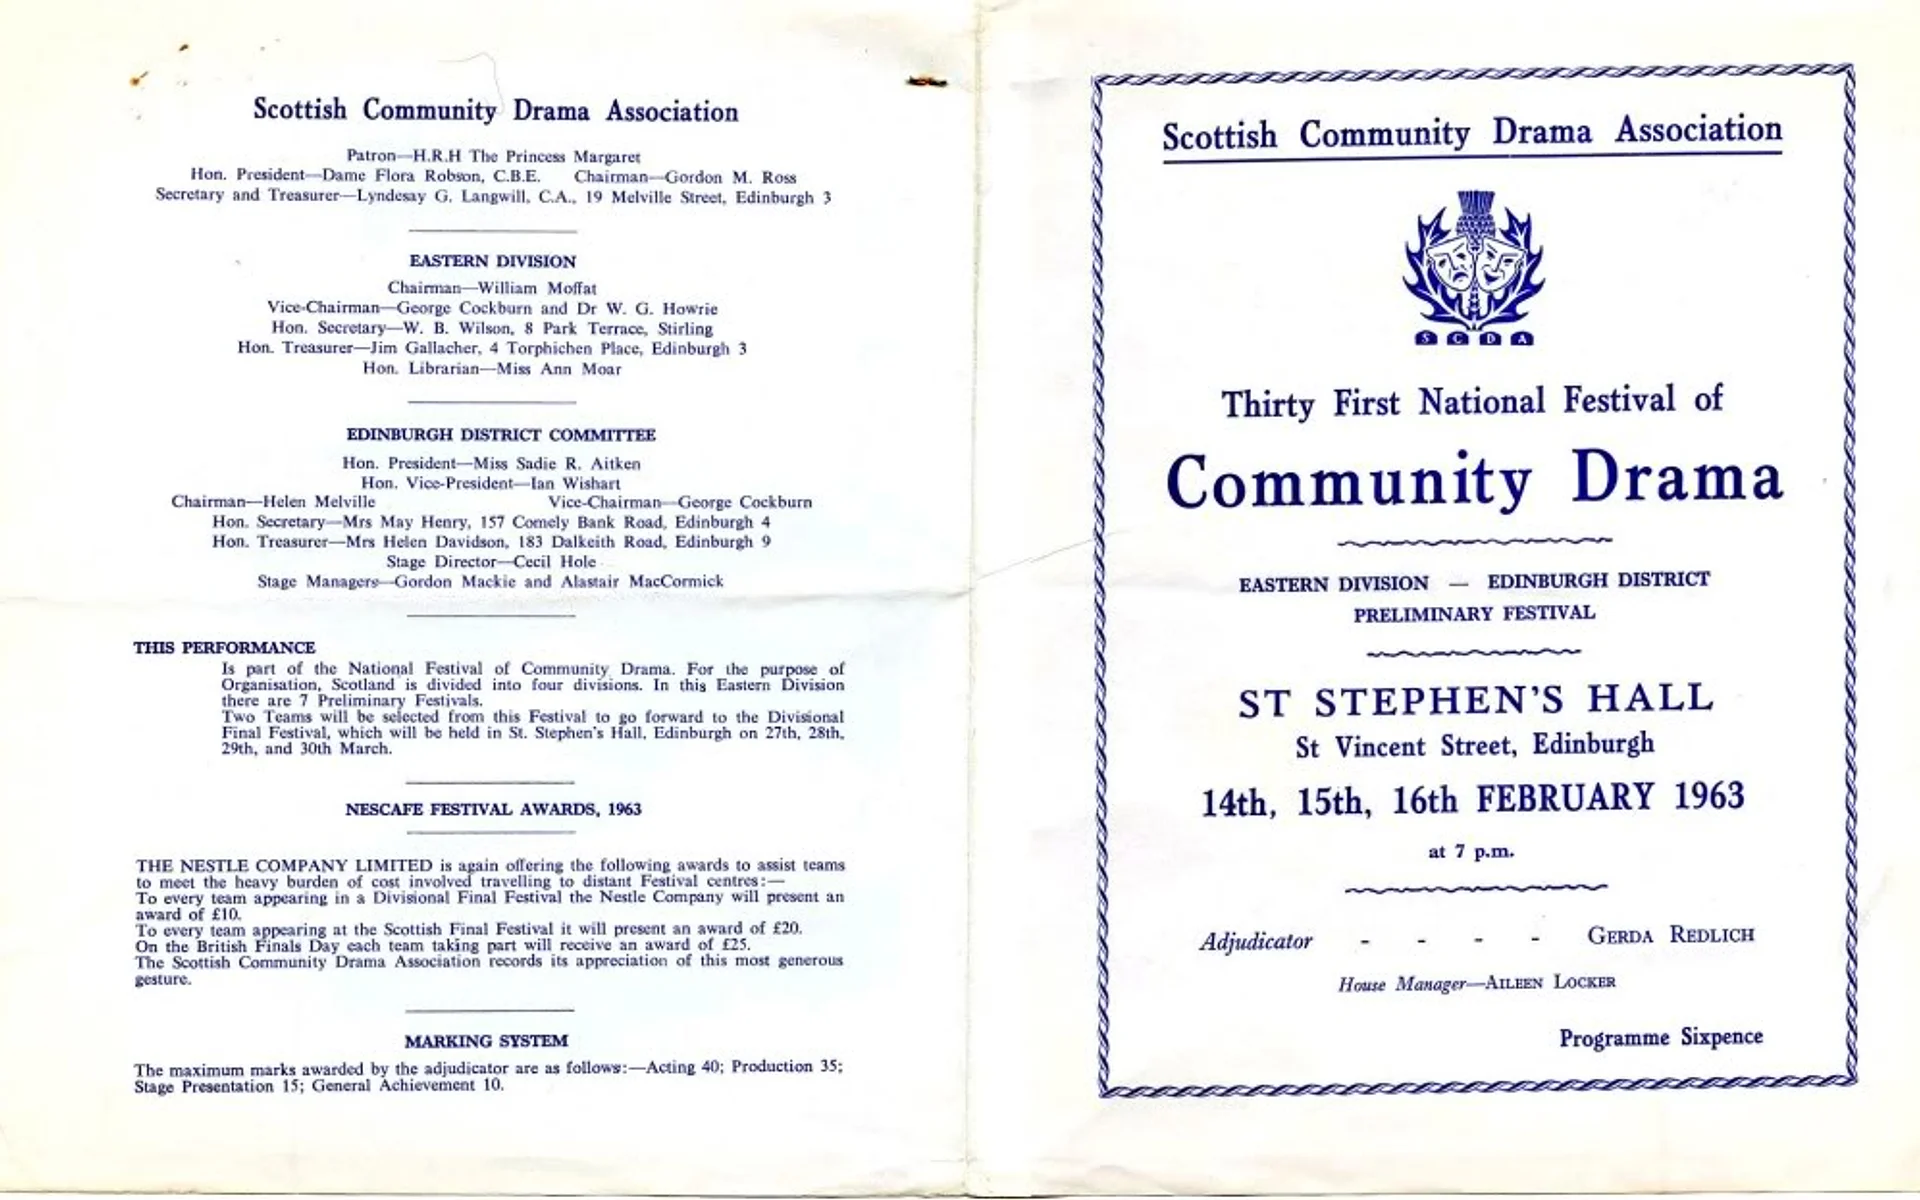 Scottish Community Drama Association
Patron—H.R.H The Princess Margaret
Hon. President—Dame Flora Robson, C.B.E. Chairman—Gordon M. Ross
Secretary and Treasurer—Lyndesay G. Langwill, C.A., 19 Melville Street, Edinburgh 3
EASTERN DIVISION
Chairman—William Moffat
Vice-Chairman—George Cockburn and Dr W. G. Howrie
Hon. Secretary—W. B. Wilson, 8 Park Terrace, Stirling
Hon. Treasurer—Jim Gallacher, 4 Torphichen Place, Edinburgh 3
Hon. Librarian—Miss Ann Moar
EDINBURGH DISTRICT COMMITTEE
Hon. President—Miss Sadie R. Aitken
Hon. Vice-President—Ian Wishart
Chairman—Helen Melville Vice-Chairman—George Cockburn
Hon. Secretary—Mrs May Henry, 157 Comely Bank Road, Edinburgh 4
Hon. Treasurer—Mrs Helen Davidson, 183 Dalkeith Road, Edinburgh 9
Stage Director—Cecil Hole
Stage Managers—Gordon Mackie and Alastair MacCormick
THIS PERFORMANCE
Is part of the National Festival of Community Drama. For the purpose of
Organisation, Scotland is divided into four divisions. In this Eastern Division
there are 7 Preliminary Festivals.
Two Teams will be selected from this Festival to go forward to the Divisional
Final Festival, which will be held in St. Stephen's Hall, Edinburgh on 27th, 28th,
29th, and 30th March.
NESCAFE FESTIVAL AWARDS, 1963
THE NESTLE COMPANY LIMITED is again offering the following awards to assist teams
to meet the heavy burden of cost involved travelling to distant Festival centres:—
To every team appearing in a Divisional Final Festival the Nestle Company will present an
award of £10.
To every team appearing at the Scottish Final Festival it will present an award of £20.
On the British Finals Day each team taking part will receive an award of £25.
The Scottish Community Drama Association records its appreciation of this most generous
gesture.
MARKING SYSTEM
The maximum marks awarded by the adjudicator are as follows:—Acting 40; Production 35;
Stage Presentation 15; General Achievement 10.
Scottish Community Drama Association
S C D A
Thirty First National Festival of
Community Drama
EASTERN DIVISION — EDINBURGH DISTRICT
PRELIMINARY FESTIVAL
ST STEPHEN'S HALL
St Vincent Street, Edinburgh
14th, 15th, 16th FEBRUARY 1963
at 7 p.m.
Adjudicator - - - - GERDA REDLICH
House Manager—AILEEN LOCKER
Programme Sixpence